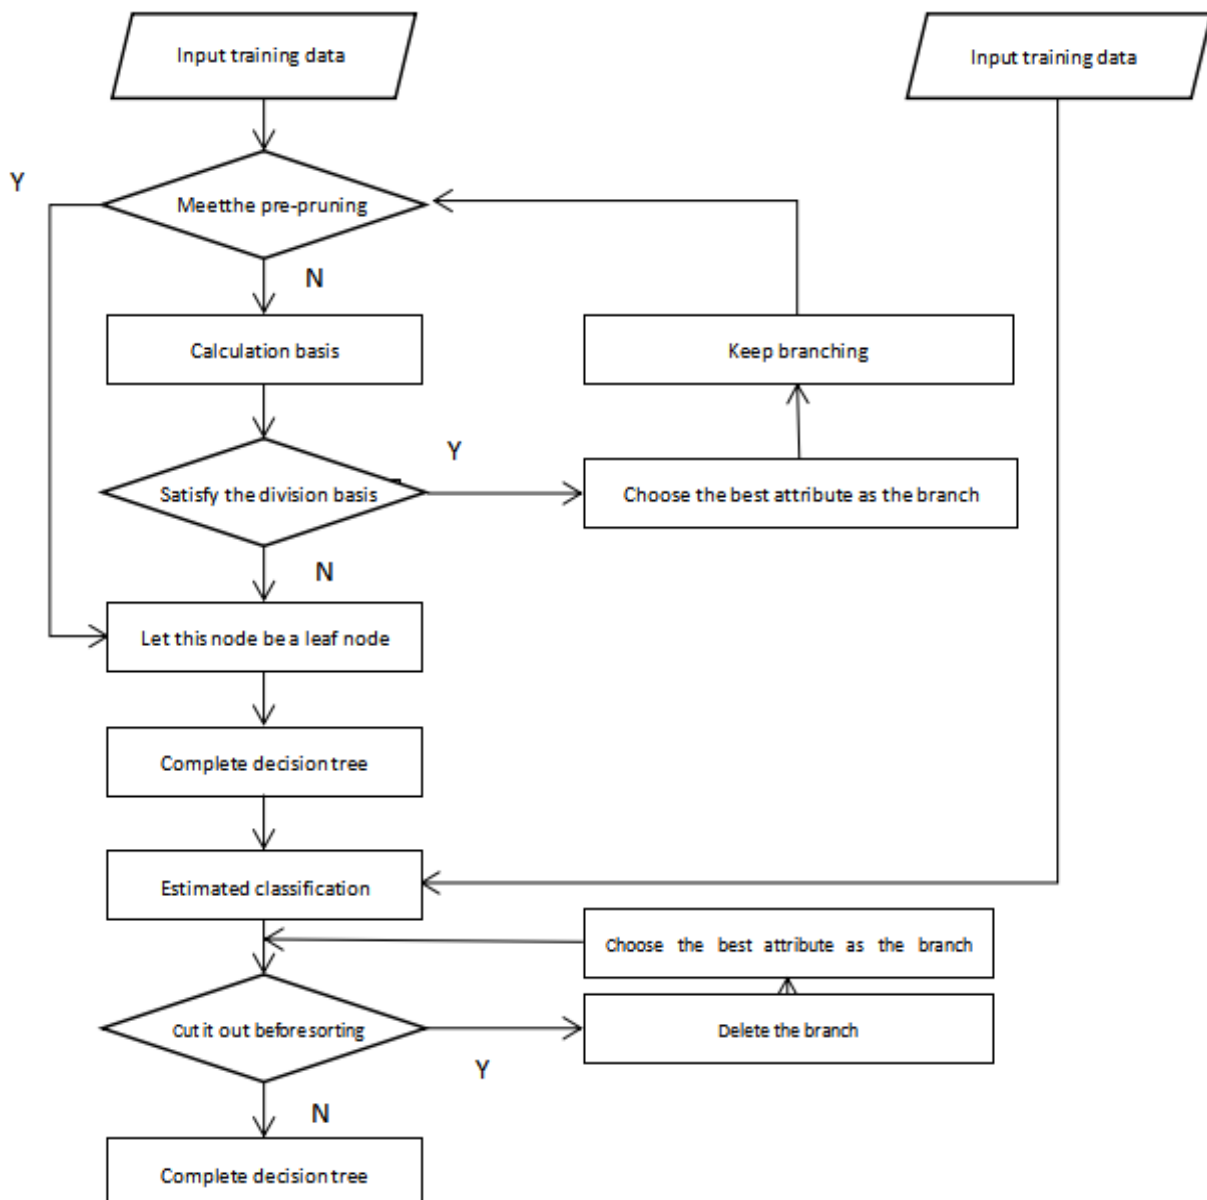 Input training data
Input training data
Y
Meetthe pre-pruning
N
Calculation basis
Keep branching
Y
Satisfy the division basis
Choose the best attribute as the branch
N
Let this node be a leaf node
Complete decision tree
Estimated classification
Choose the best attribute as the branch
Cut it out before sorting
Delete the branch
Y
N
Complete decision tree